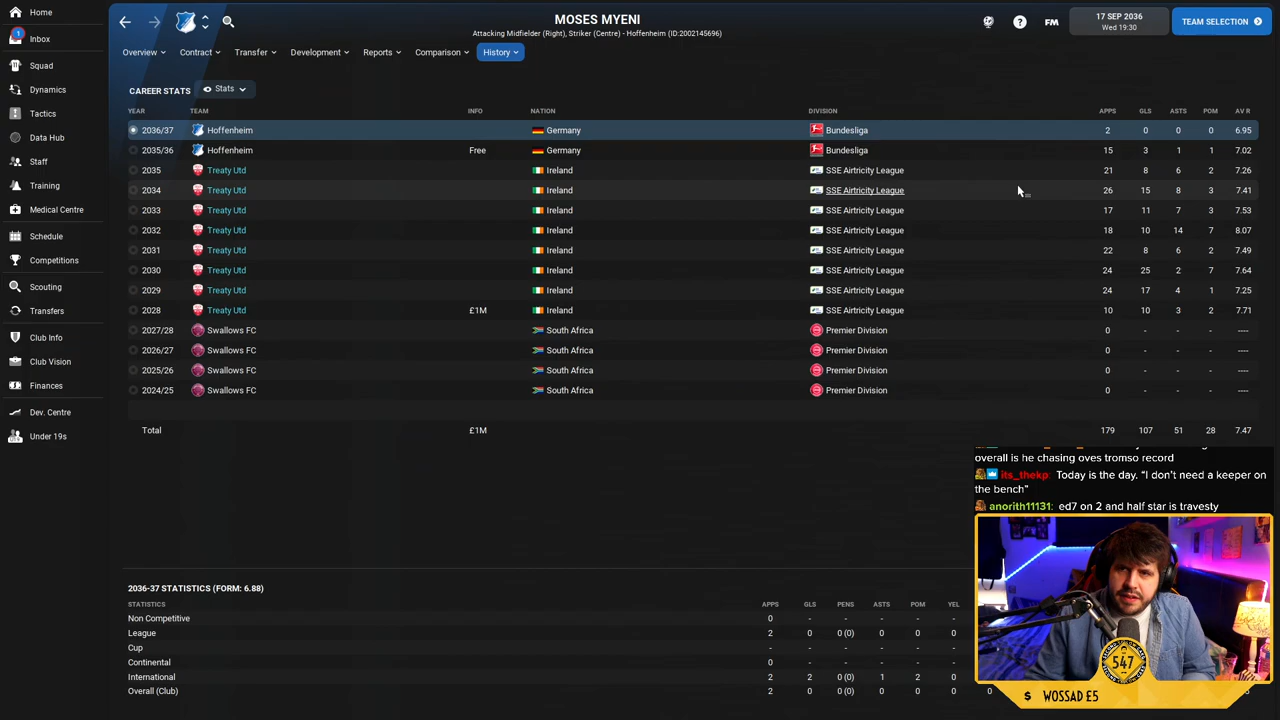 Home
MOSES MYENI
Attacking Midfielder (Right), Striker (Centre) - Hoffenheim (ID:2002145696)
FM
17 SEP 2036
Wed 19:30
TEAM SELECTION
1
Inbox
Overview
Contract
Transfer
Development
Reports
Comparison
History
Squad
Dynamics
Tactics
Data Hub
Staff
Training
Medical Centre
Schedule
Competitions
Scouting
Transfers
Club Info
Club Vision
Finances
Dev. Centre
Under 19s
CAREER STATS Stats
YEAR TEAM INFO NATION DIVISION APPS GLS ASTS POM AV R
2036/37 Hoffenheim Germany Bundesliga 2 0 0 0 6.95
2035/36 Hoffenheim Free Germany Bundesliga 15 3 1 1 7.02
2035 Treaty Utd Ireland SSE Airtricity League 21 8 6 2 7.26
2034 Treaty Utd Ireland SSE Airtricity League 26 15 8 3 7.41
2033 Treaty Utd Ireland SSE Airtricity League 17 11 7 3 7.53
2032 Treaty Utd Ireland SSE Airtricity League 18 10 14 7 8.07
2031 Treaty Utd Ireland SSE Airtricity League 22 8 6 2 7.49
2030 Treaty Utd Ireland SSE Airtricity League 24 25 2 7 7.64
2029 Treaty Utd Ireland SSE Airtricity League 24 17 4 1 7.25
2028 Treaty Utd £1M Ireland SSE Airtricity League 10 10 3 2 7.71
2027/28 Swallows FC South Africa Premier Division 0 - - - ----
2026/27 Swallows FC South Africa Premier Division 0 - - - ----
2025/26 Swallows FC South Africa Premier Division 0 - - - ----
2024/25 Swallows FC South Africa Premier Division 0 - - - ----
Total £1M 179 107 51 28 7.47
overall is he chasing oves tromso record
its_thekp: Today is the day. “I don’t need a keeper on
the bench”
anorith11131: ed7 on 2 and half star is travesty
2036-37 STATISTICS (FORM: 6.88)
STATISTICS APPS GLS PENS ASTS POM YEL
Non Competitive 0 - - - - -
League 2 0 0 (0) 0 0 0
Cup - - - - - -
Continental 0 - - - - -
International 2 2 0 (0) 1 2 0
Overall (Club) 2 0 0 (0) 0 0 0 0
547
$ WOSSAD £5